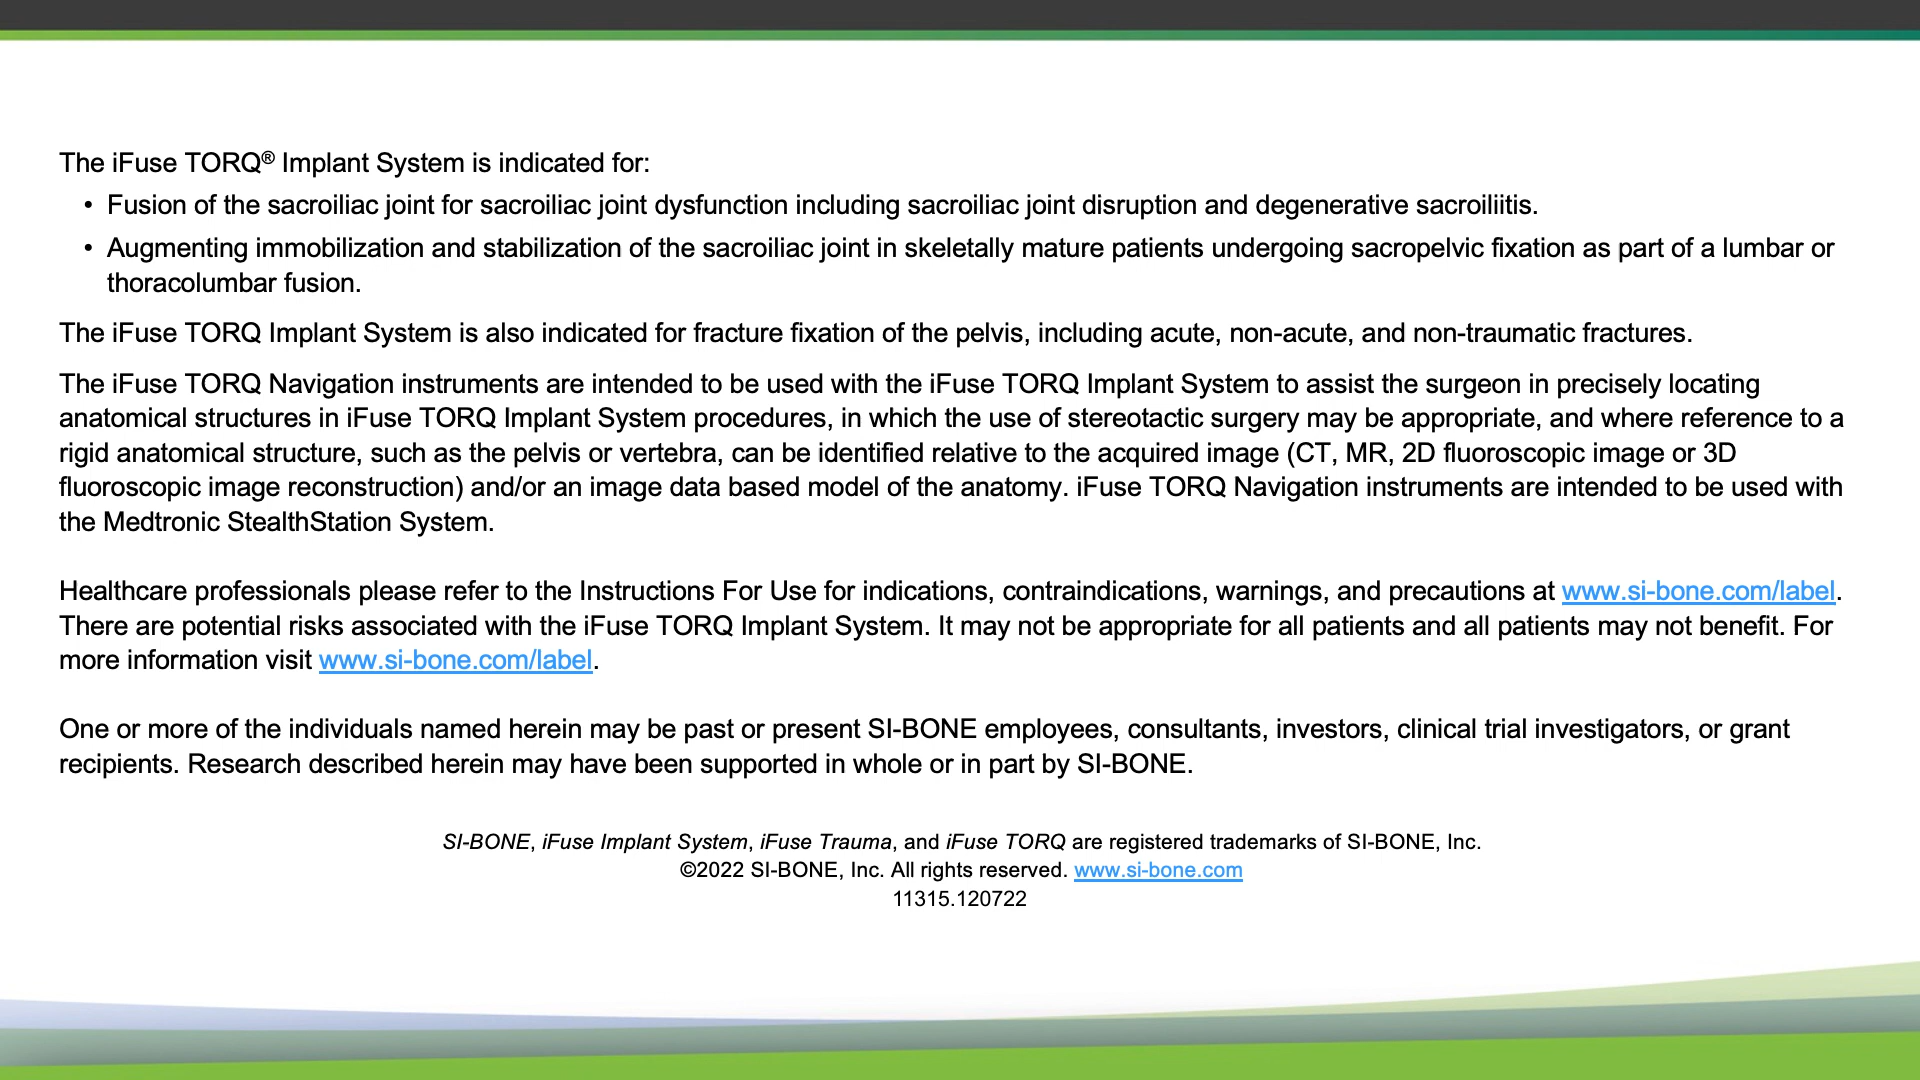 The iFuse TORQ® Implant System is indicated for:
• Fusion of the sacroiliac joint for sacroiliac joint dysfunction including sacroiliac joint disruption and degenerative sacroiliitis.
• Augmenting immobilization and stabilization of the sacroiliac joint in skeletally mature patients undergoing sacropelvic fixation as part of a lumbar or
thoracolumbar fusion.
The iFuse TORQ Implant System is also indicated for fracture fixation of the pelvis, including acute, non-acute, and non-traumatic fractures.
The iFuse TORQ Navigation instruments are intended to be used with the iFuse TORQ Implant System to assist the surgeon in precisely locating
anatomical structures in iFuse TORQ Implant System procedures, in which the use of stereotactic surgery may be appropriate, and where reference to a
rigid anatomical structure, such as the pelvis or vertebra, can be identified relative to the acquired image (CT, MR, 2D fluoroscopic image or 3D
fluoroscopic image reconstruction) and/or an image data based model of the anatomy. iFuse TORQ Navigation instruments are intended to be used with
the Medtronic StealthStation System.
Healthcare professionals please refer to the Instructions For Use for indications, contraindications, warnings, and precautions at www.si-bone.com/label.
There are potential risks associated with the iFuse TORQ Implant System. It may not be appropriate for all patients and all patients may not benefit. For
more information visit www.si-bone.com/label.
One or more of the individuals named herein may be past or present SI-BONE employees, consultants, investors, clinical trial investigators, or grant
recipients. Research described herein may have been supported in whole or in part by SI-BONE.
SI-BONE, iFuse Implant System, iFuse Trauma, and iFuse TORQ are registered trademarks of SI-BONE, Inc.
©2022 SI-BONE, Inc. All rights reserved. www.si-bone.com
11315.120722